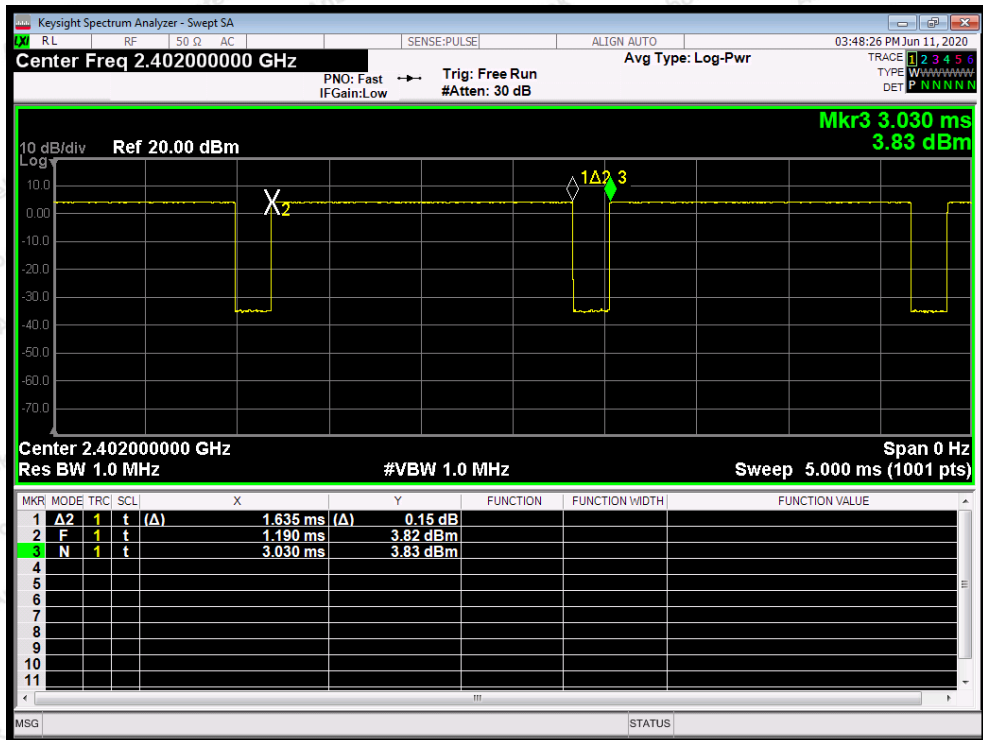 Keysight Spectrum Analyzer - Swept SA
LXI RL RF 50 Ω AC SENSE:PULSE ALIGN AUTO 03:48:26 PM Jun 11, 2020
Center Freq 2.402000000 GHz Avg Type: Log-Pwr TRACE 1 2 3 4 5 6
PNO: Fast Trig: Free Run TYPE WWWWWW
IFGain:Low #Atten: 30 dB DET P N N N N N
Mkr3 3.030 ms
10 dB/div Ref 20.00 dBm 3.83 dBm
Log
1Δ2 3
10.0
2
0.00
-10.0
-20.0
-30.0
-40.0
-50.0
-60.0
-70.0
Center 2.402000000 GHz Span 0 Hz
Res BW 1.0 MHz #VBW 1.0 MHz Sweep 5.000 ms (1001 pts)
MKR MODE TRC SCL X Y FUNCTION FUNCTION WIDTH FUNCTION VALUE
1 Δ2 1 t (Δ) 1.635 ms (Δ) 0.15 dB
2 F 1 t 1.190 ms 3.82 dBm
3 N 1 t 3.030 ms 3.83 dBm
4
5
6
7
8
9
10
11
MSG STATUS